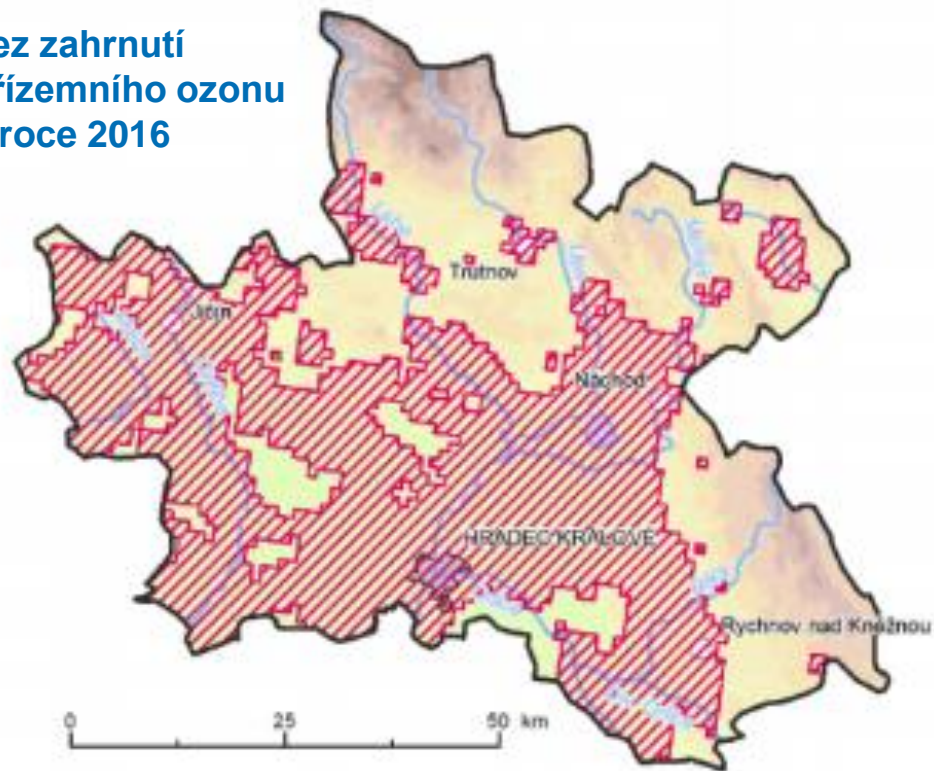 ez zahrnutí
řízemního ozonu
roce 2016
Trutnov
Jičín
Náchod
HRADEC KRÁLOVÉ
Rychnov nad Kněžnou
0 25 50 km